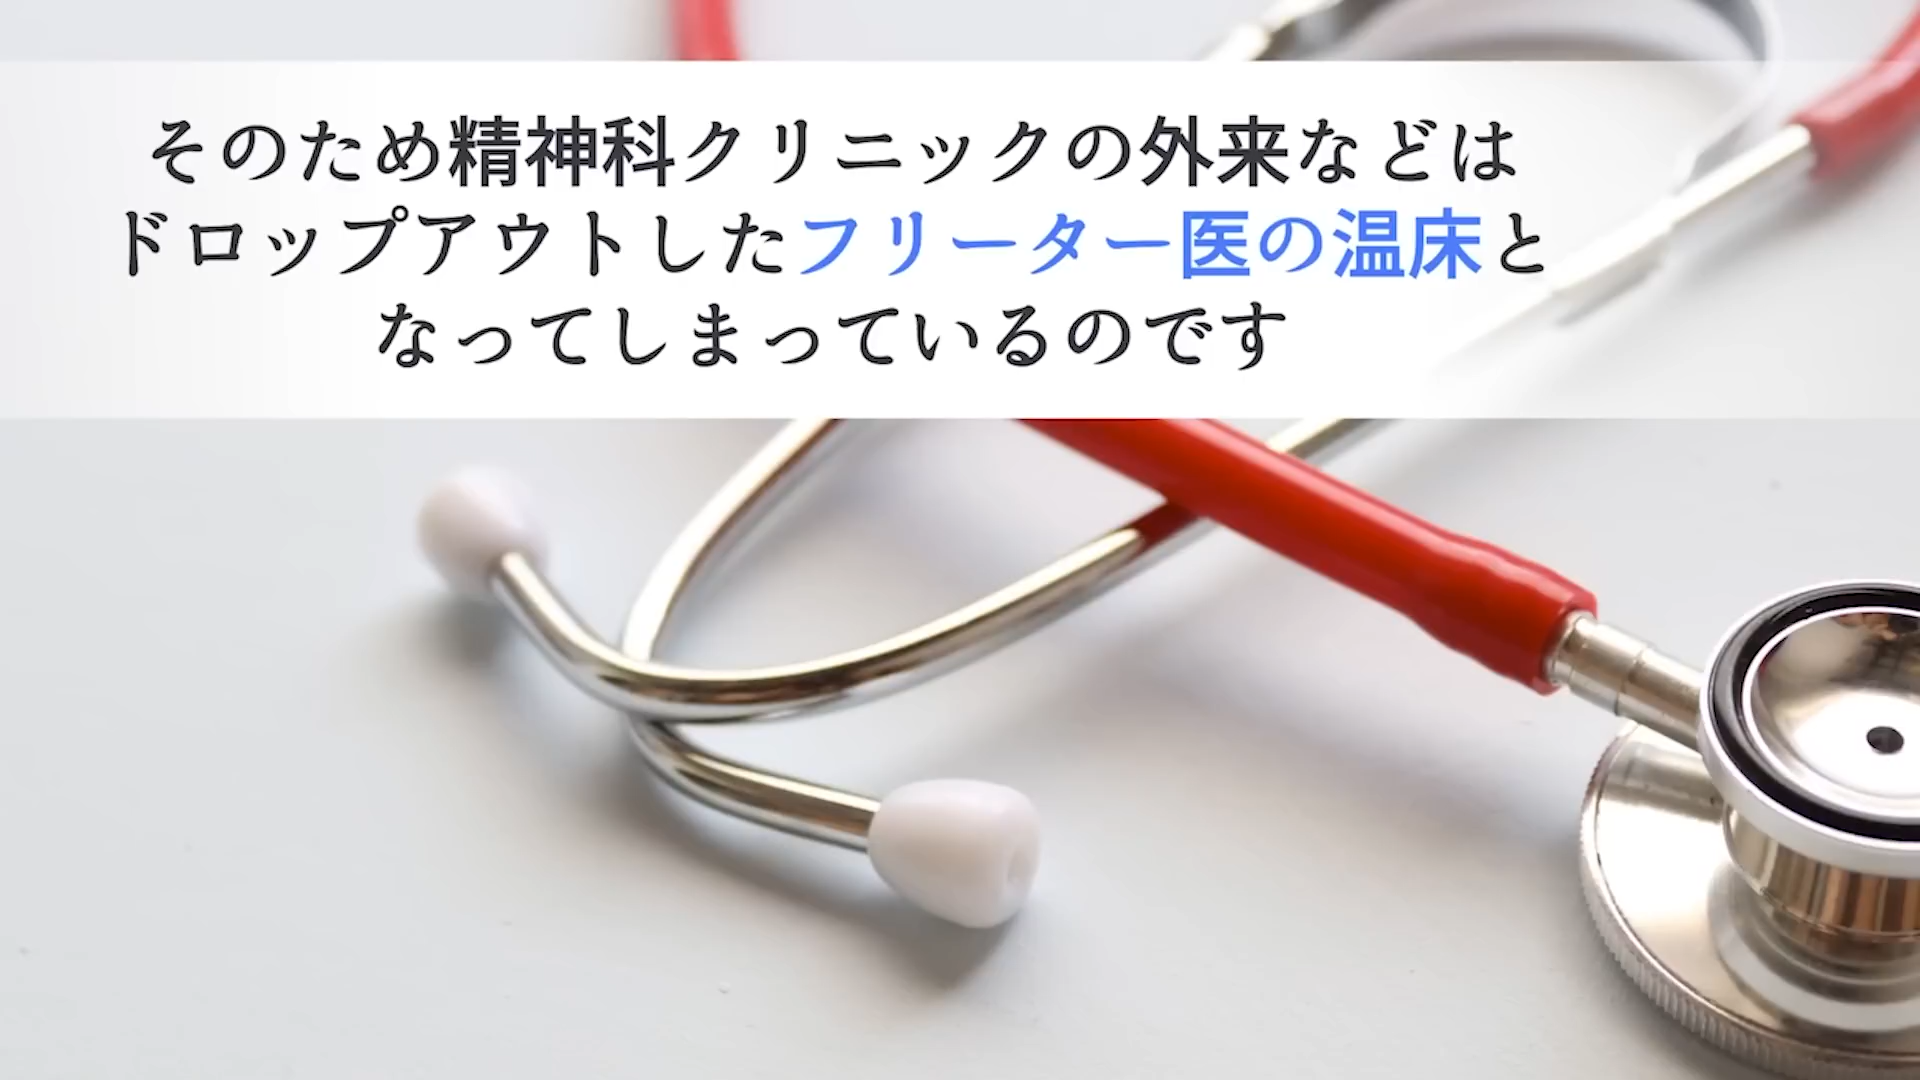 そのため精神科クリニックの外来などは
ドロップアウトしたフリーター医の温床と
なってしまっているのです